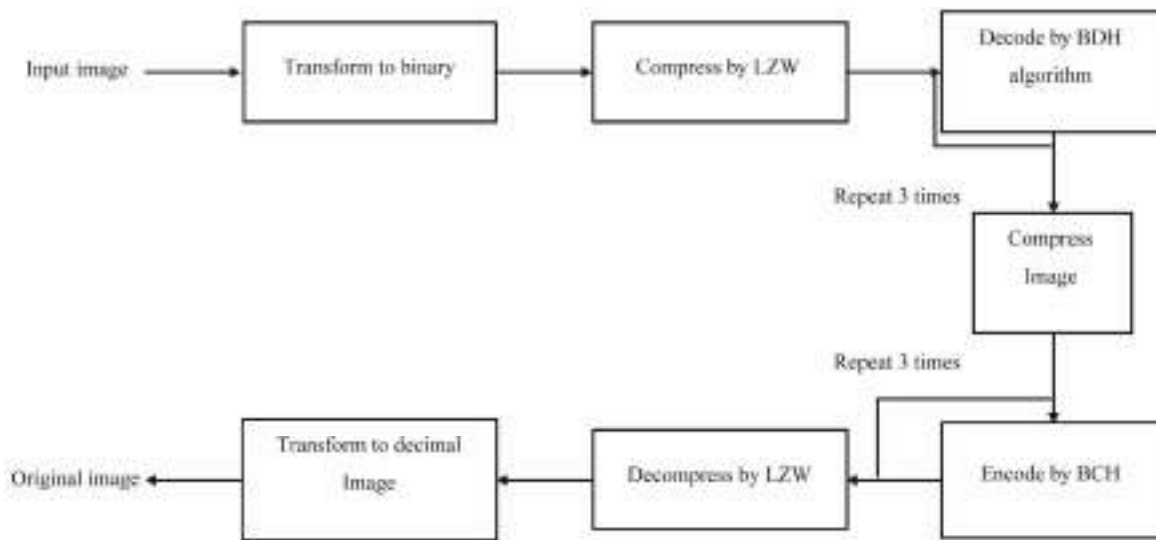 Input image
Transform to binary
Compress by LZW
Decode by BDH
algorithm
Repeat 3 times
Compress
Image
Repeat 3 times
Original image
Transform to decimal
Image
Decompress by LZW
Encode by BCH